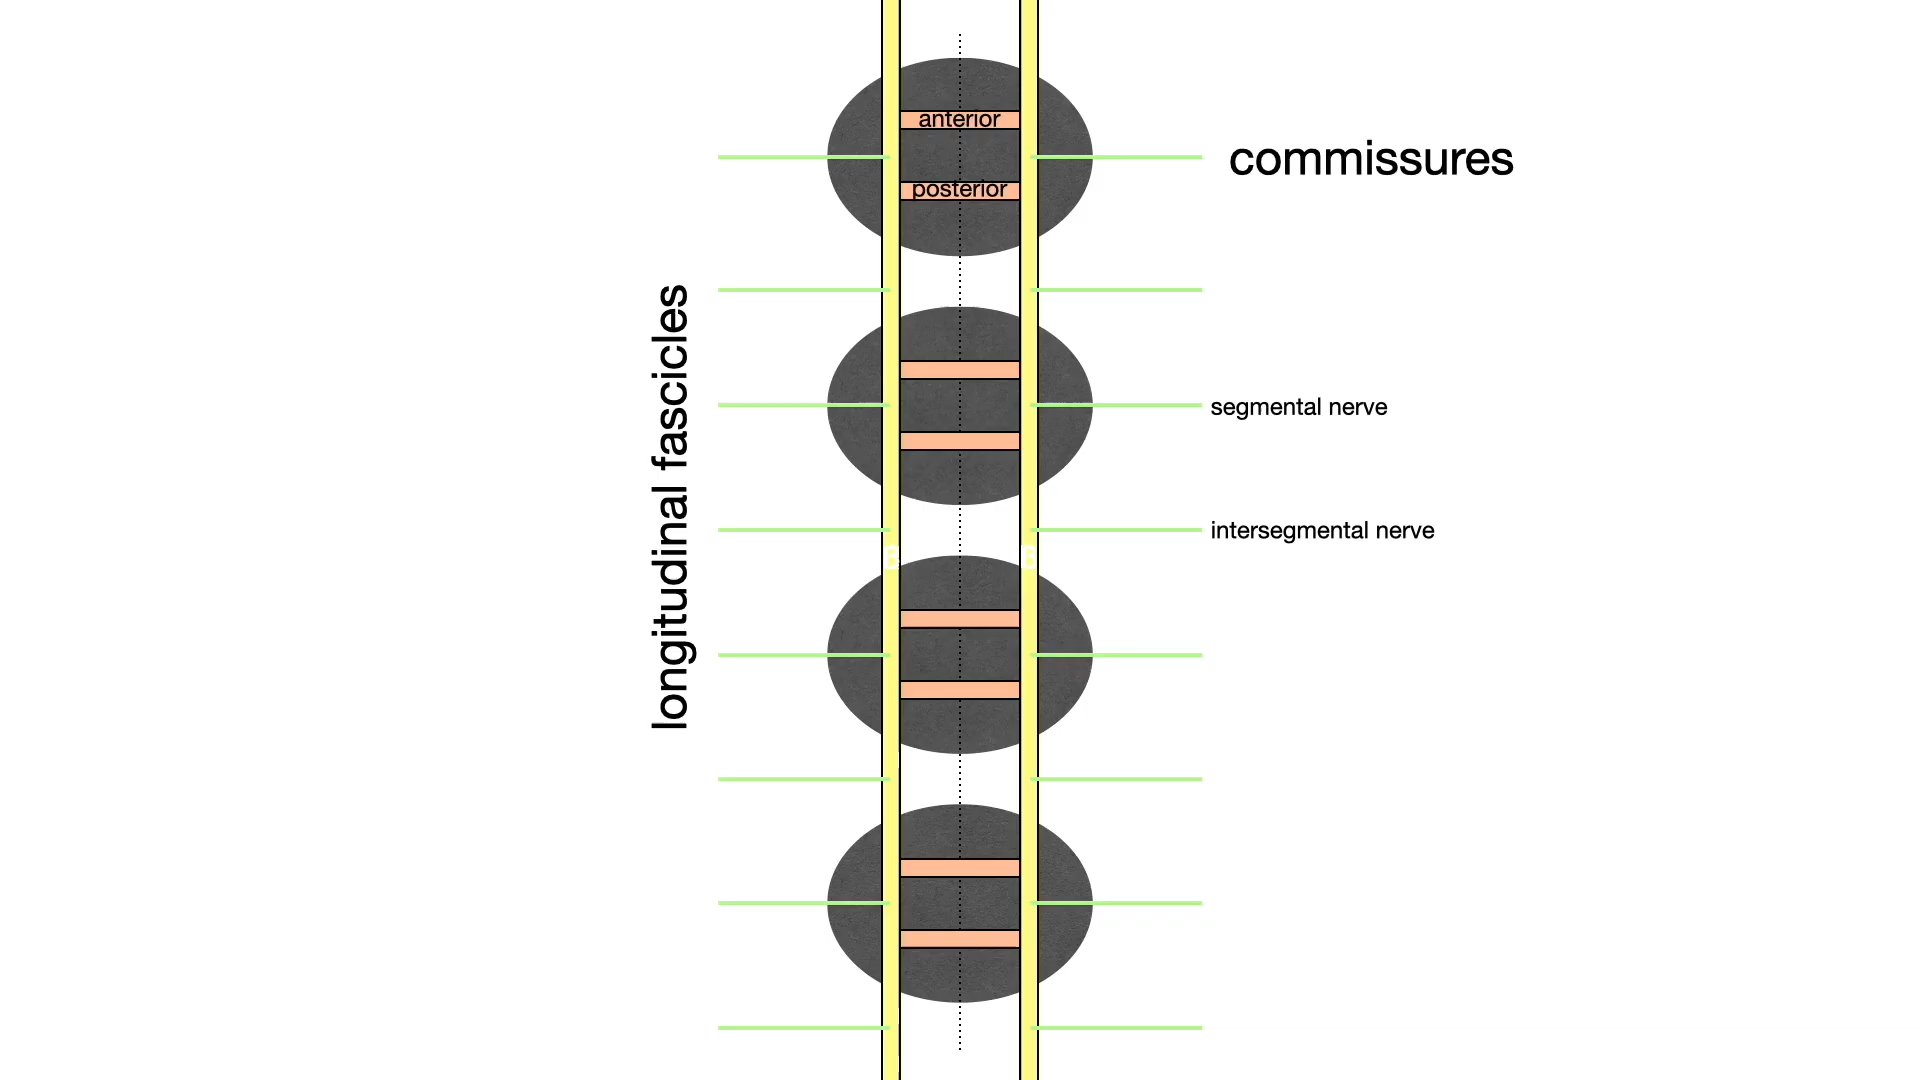 anterior
commissures
posterior
longitudinal fascicles
segmental nerve
intersegmental nerve
B B